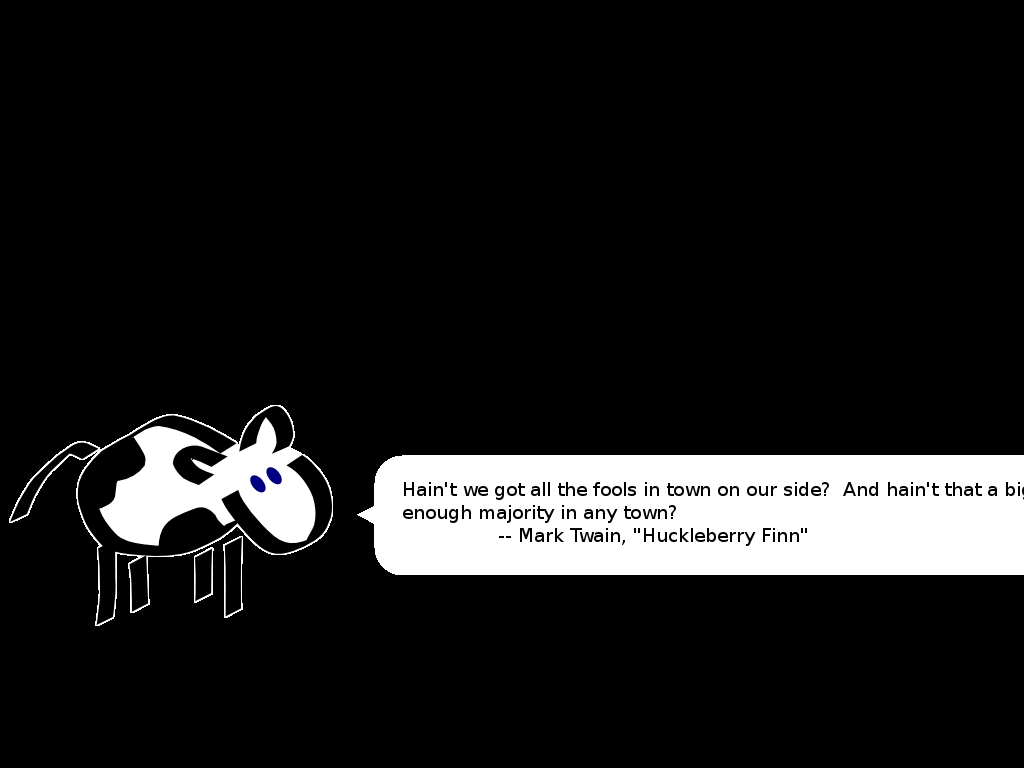 Hain't we got all the fools in town on our side?  And hain't that a big
enough majority in any town?
-- Mark Twain, "Huckleberry Finn"